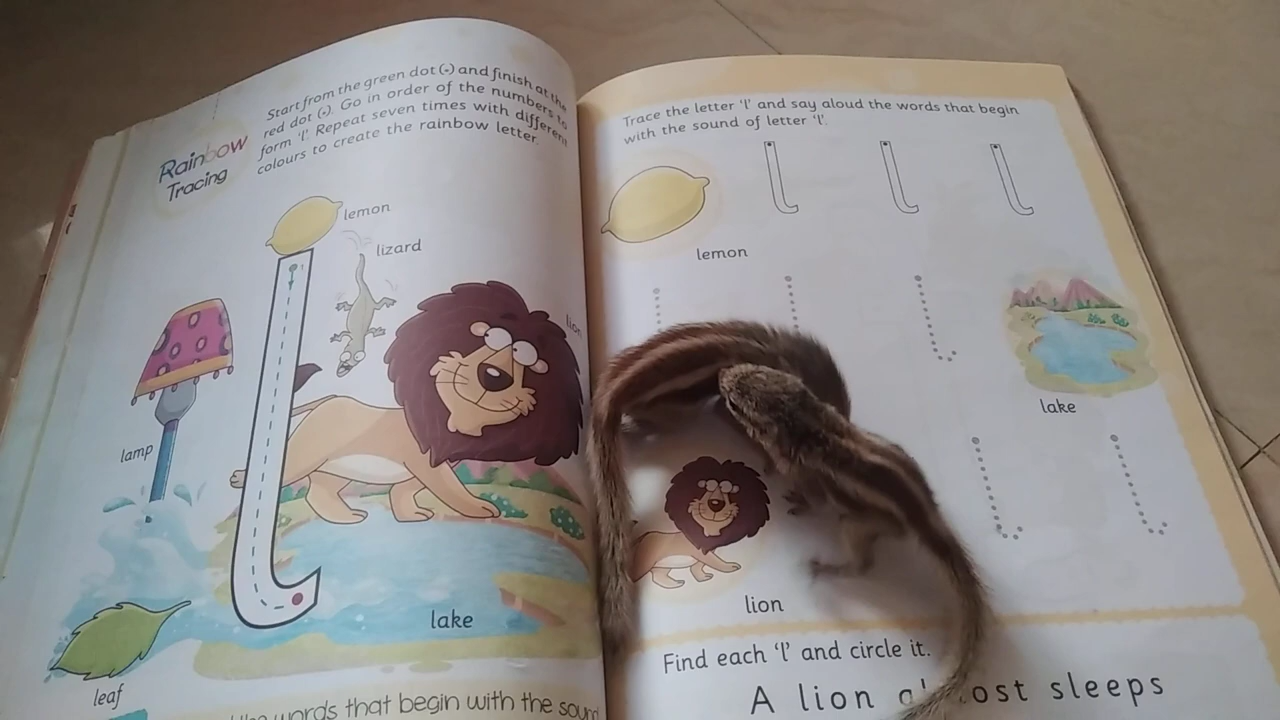 Rainbow
Tracing
Start from the green dot (•) and finish at the
red dot (•). Go in order of the numbers to
form 'l'. Repeat seven times with different
colours to create the rainbow letter.
lemon
lizard
lion
lamp
lake
leaf
words that begin with the sound
Trace the letter 'l' and say aloud the words that begin
with the sound of letter 'l'.
l l l
lemon
lake
lion
Find each 'l' and circle it.
A lion ost sleeps